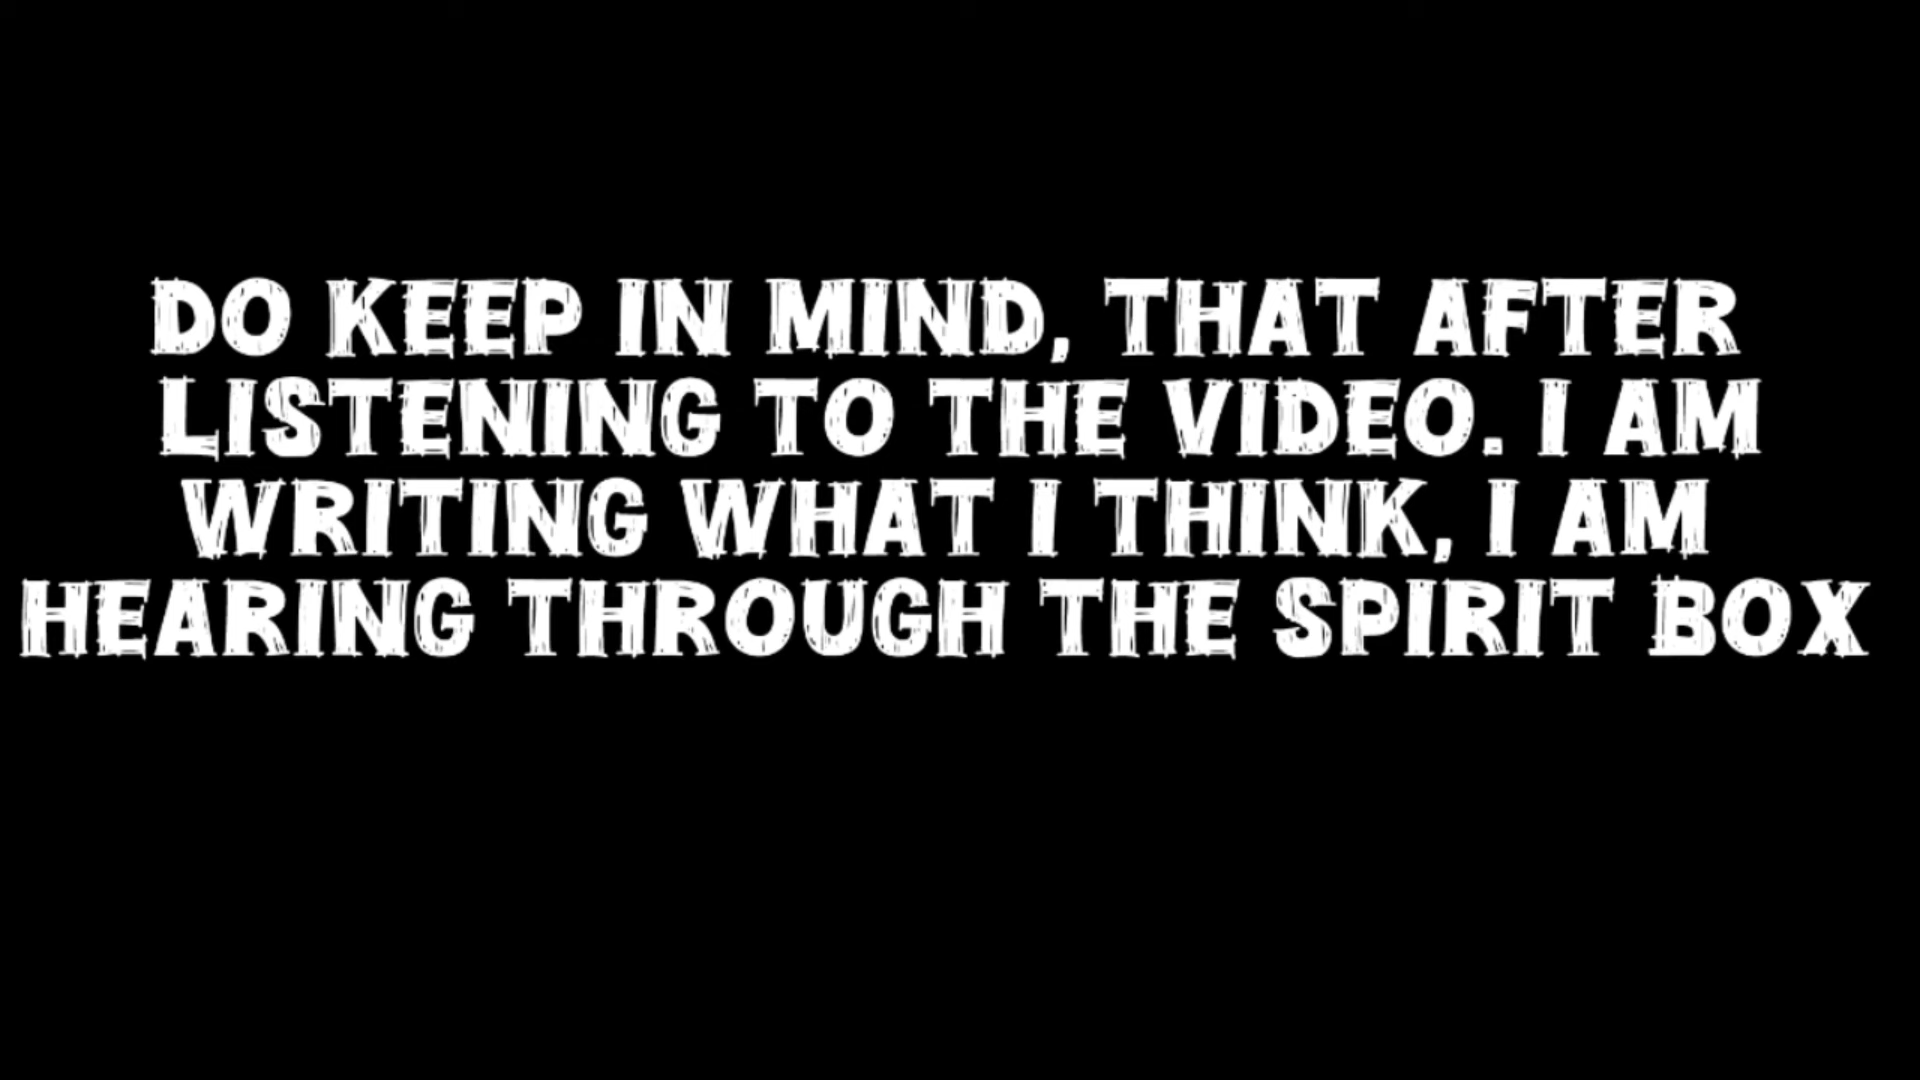 DO KEEP IN MIND, THAT AFTER
LISTENING TO THE VIDEO. I AM
WRITING WHAT I THINK, I AM
HEARING THROUGH THE SPIRIT BOX